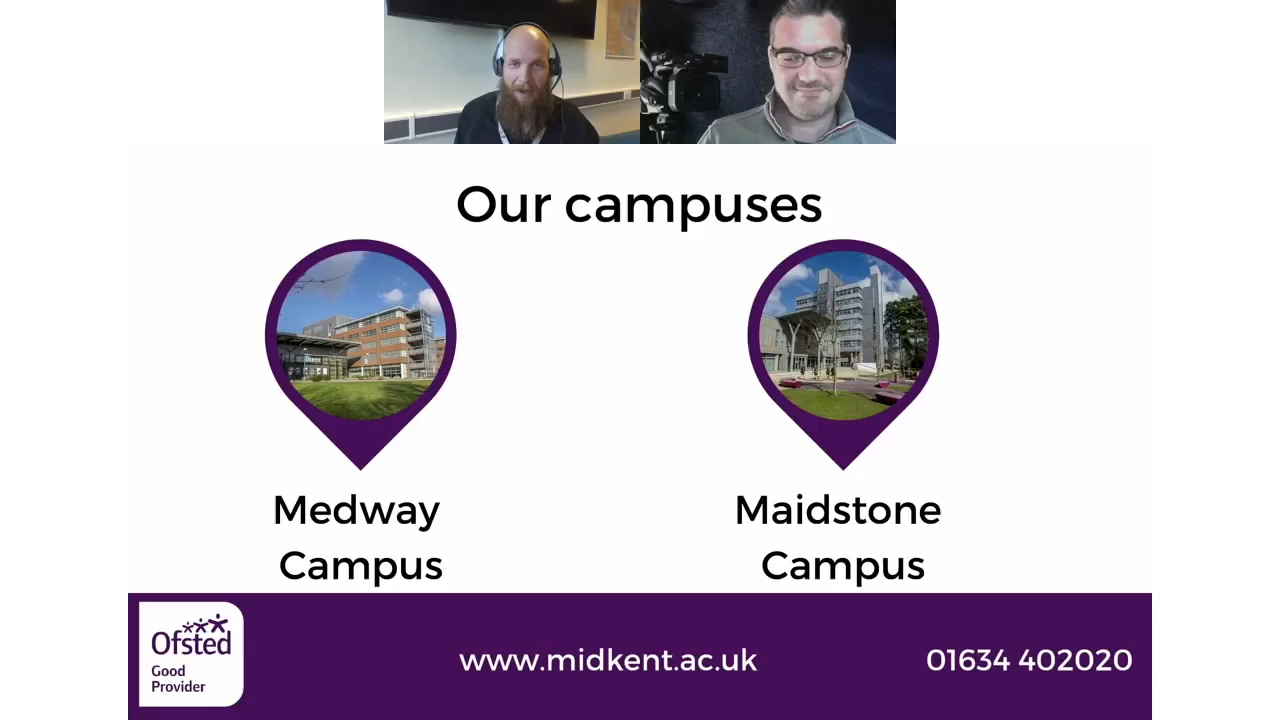 Our campuses
Medway
Campus
Maidstone
Campus
Ofsted
Good
Provider
www.midkent.ac.uk
01634 402020